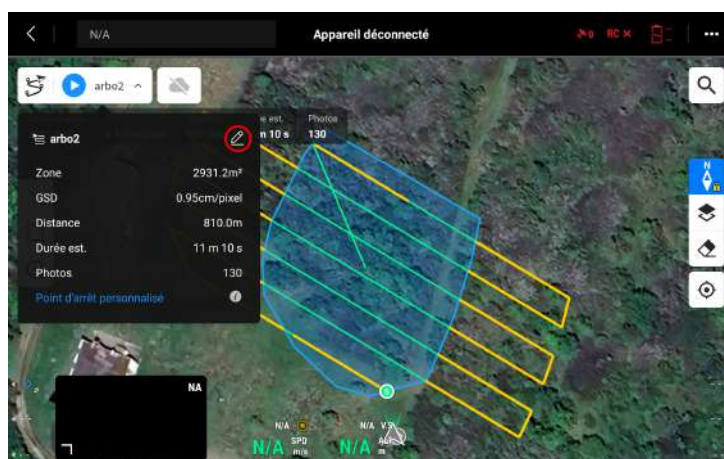 N/A
Appareil déconnecté
0 RC
arbo2
arbo2
e est. Photos
m 10 s 130
Zone 2931.2m²
GSD 0.95cm/pixel
Distance 810.0m
Durée est. 11 m 10 s
Photos 130
Point d'arrêt personnalisé
N
S
NA
N/A N/A V.S
N/A SPD m/s N/A ALT m